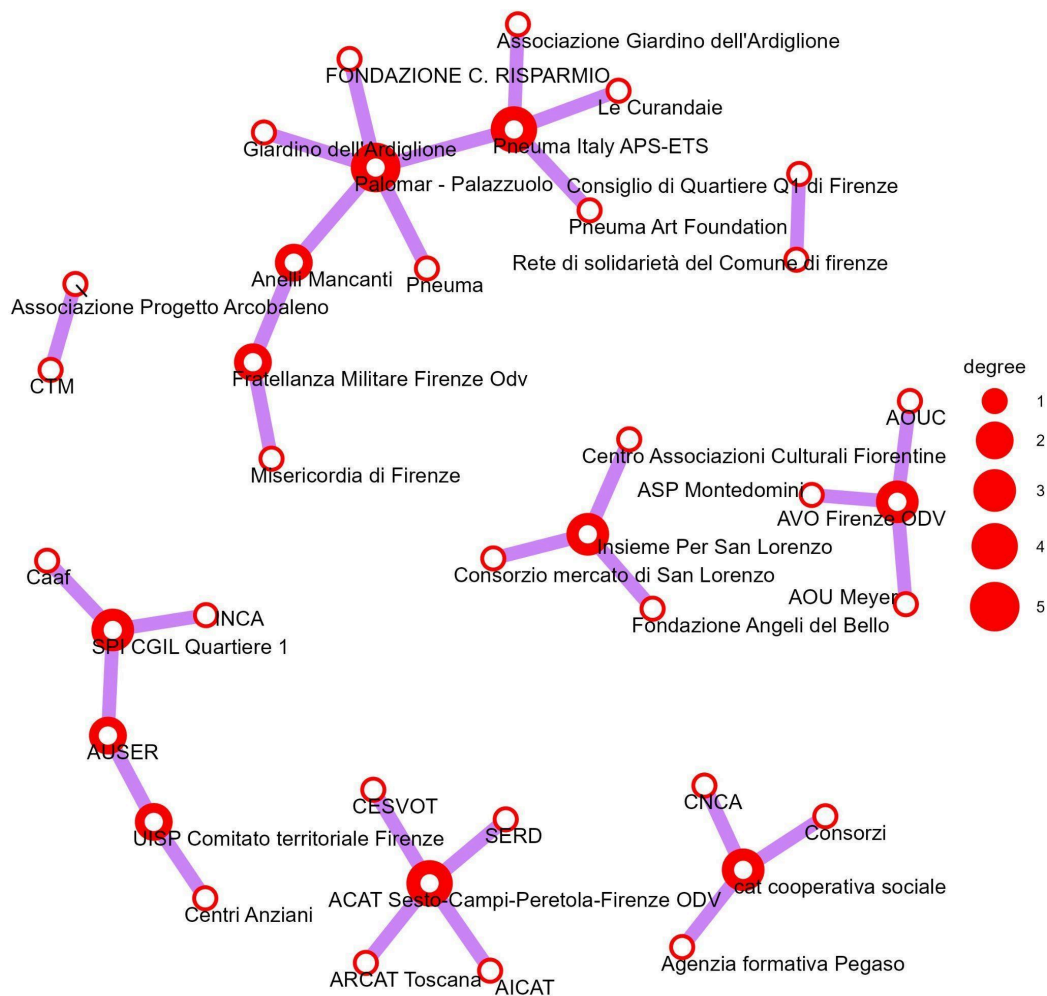 Associazione Giardino dell'Ardiglione
FONDAZIONE C. RISPARMIO
Le Curandaie
Giardino dell'Ardiglione
Pneuma Italy APS-ETS
Palomar - Palazzuolo
Consiglio di Quartiere Q1 di Firenze
Pneuma Art Foundation
Rete di solidarietà del Comune di firenze
Anelli Mancanti
Pneuma
Associazione Progetto Arcobaleno
CTM
Fratellanza Militare Firenze Odv
Misericordia di Firenze
degree
1
2
3
4
5
AOUC
Centro Associazioni Culturali Fiorentine
ASP Montedomini
AVO Firenze ODV
Insieme Per San Lorenzo
Consorzio mercato di San Lorenzo
AOU Meyer
Fondazione Angeli del Bello
Caaf
INCA
SPI CGIL Quartiere 1
AUSER
UISP Comitato territoriale Firenze
Centri Anziani
CESVOT
SERD
ACAT Sesto-Campi-Peretola-Firenze ODV
ARCAT Toscana
AICAT
CNCA
Consorzi
cat cooperativa sociale
Agenzia formativa Pegaso